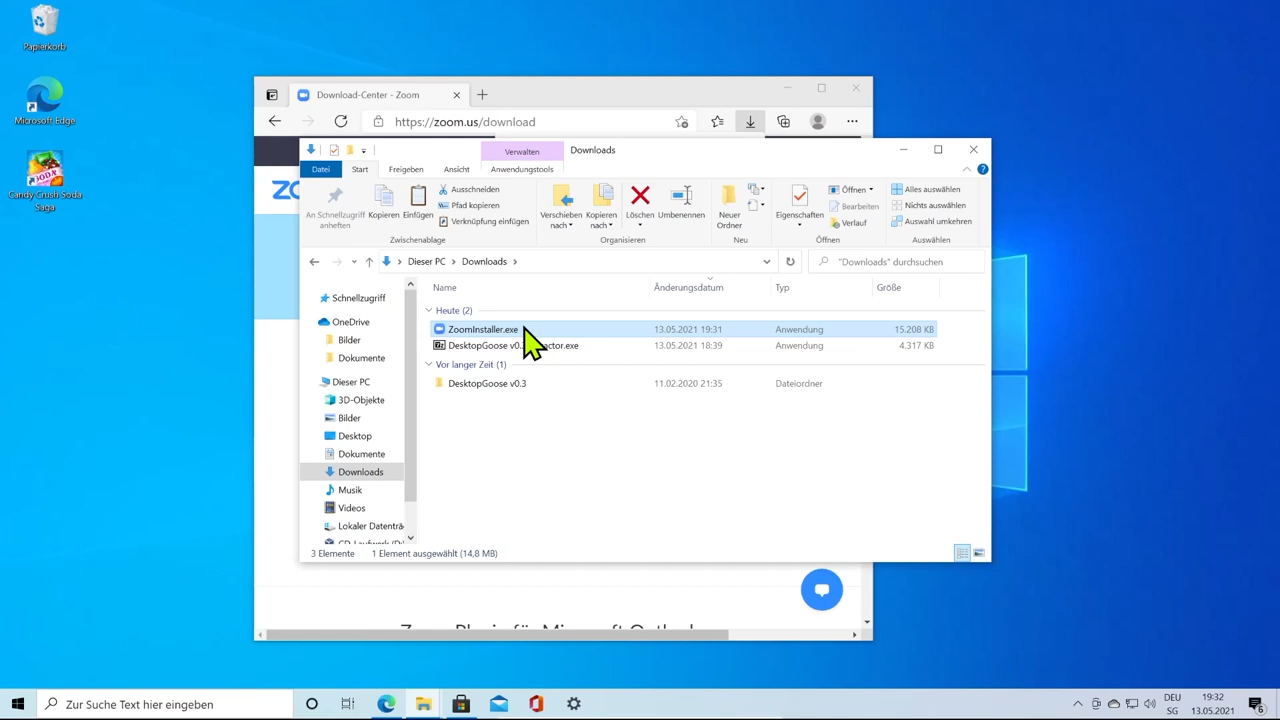 Papierkorb
Microsoft Edge
Candy Crush Soda
Saga
Download-Center - Zoom
https://zoom.us/download
Verwalten
Downloads
Datei
Start
Freigeben
Ansicht
Anwendungstools
An Schnellzugriff
anheften
Kopieren
Einfügen
Ausschneiden
Pfad kopieren
Verknüpfung einfügen
Zwischenablage
Verschieben
nach
Kopieren
nach
Löschen
Umbenennen
Organisieren
Neuer
Ordner
Neu
Eigenschaften
Öffnen
Bearbeiten
Verlauf
Öffnen
Alles auswählen
Nichts auswählen
Auswahl umkehren
Auswählen
Dieser PC
Downloads
"Downloads" durchsuchen
Schnellzugriff
OneDrive
Bilder
Dokumente
Dieser PC
3D-Objekte
Bilder
Desktop
Dokumente
Downloads
Musik
Videos
Lokaler Datenträ
Name Änderungsdatum Typ Größe
Heute (2)
ZoomInstaller.exe 13.05.2021 19:31 Anwendung 15.208 KB
DesktopGoose 13.05.2021 18:39 Anwendung 4.317 KB
Vor langer Zeit (1)
DesktopGoose v0.3 11.02.2020 21:35 Dateiordner
3 Elemente 1 Element ausgewählt (14,8 MB)
Zur Suche Text hier eingeben
DEU
SG
19:32
13.05.2021
6